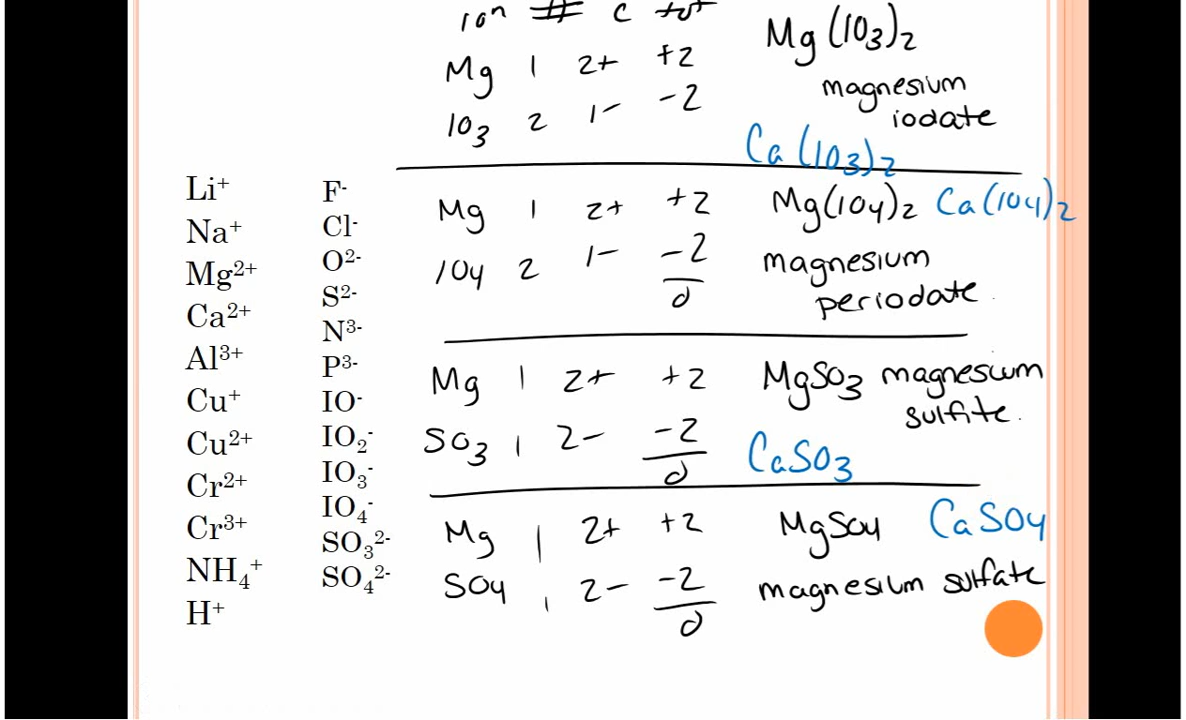 ion # c tot
Mg 1 2+ +2 Mg(IO3)2
IO3 2 1- -2 magnesium
iodate
Ca(IO3)2
Li⁺ F⁻
Na⁺ Cl⁻
Mg²⁺ O²⁻
Ca²⁺ S²⁻
Al³⁺ N³⁻
Cu⁺ P³⁻
Cu²⁺ IO⁻
Cr²⁺ IO₂⁻
Cr³⁺ IO₃⁻
NH₄⁺ IO₄⁻
H⁺ SO₃²⁻
SO₄²⁻
Mg 1 2+ +2 Mg(IO4)2 Ca(IO4)2
IO4 2 1- -2 magnesium
0 periodate
Mg 1 2+ +2 MgSO3 magnesium
sulfite.
SO3 1 2- -2 CaSO3
0
Mg 1 2+ +2 MgSO4 CaSO4
SO4 1 2- -2 magnesium sulfate
0